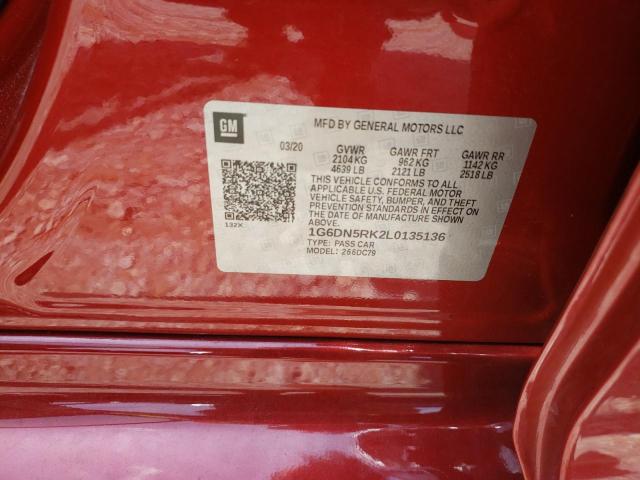 GM
MFD BY GENERAL MOTORS LLC
03/20 GVWR GAWR FRT GAWR RR
2104 KG 962 KG 1142 KG
4639 LB 2121 LB 2518 LB
THIS VEHICLE CONFORMS TO ALL
APPLICABLE U.S. FEDERAL MOTOR
VEHICLE SAFETY, BUMPER, AND THEFT
PREVENTION STANDARDS IN EFFECT ON
THE DATE OF MANUFACTURE SHOWN
ABOVE.
132X
1G6DN5RK2L0135136
TYPE: PASS CAR
MODEL: 266DC79